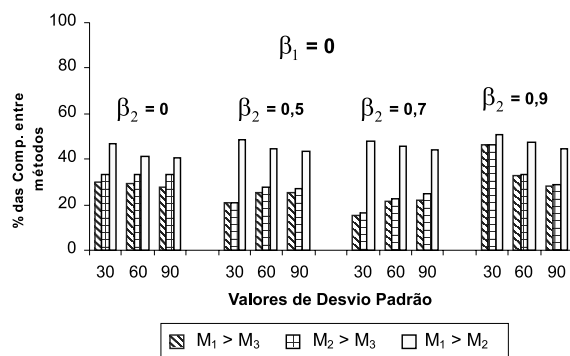 100
80
60
40
20
0
% das Comp. entre
métodos
β1 = 0
β2 = 0
β2 = 0,5
β2 = 0,7
β2 = 0,9
30 60 90 30 60 90 30 60 90 30 60 90
Valores de Desvio Padrão
M1 > M3 M2 > M3 M1 > M2